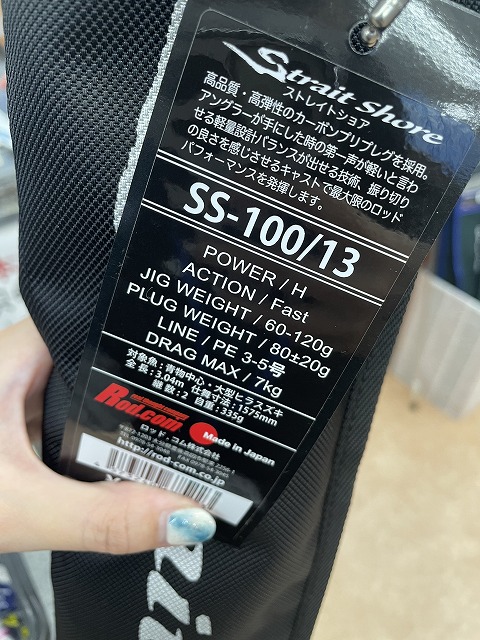 Strait Shore
ストレイトショア
高品質・高弾性のカーボンプリプレグを採用。
アングラーが手にした時の第一声が軽いと言わ
せる軽量設計バランスが出せる技術、振り切り
の良さを感じさせるキャストで最大限のロッド
パフォーマンスを発揮します。
SS-100/13
POWER / H
ACTION / Fast
JIG WEIGHT / 60-120g
PLUG WEIGHT / 80±20g
LINE / PE 3-5号
DRAG MAX / 7kg
対象魚：青物中心・大型ヒラスズキ
全長：3.04m 仕舞寸法：1575mm
継数：2 自重：335g
Rod.com
Made in Japan
ロッド・コム株式会社
http://rod-com.co.jp